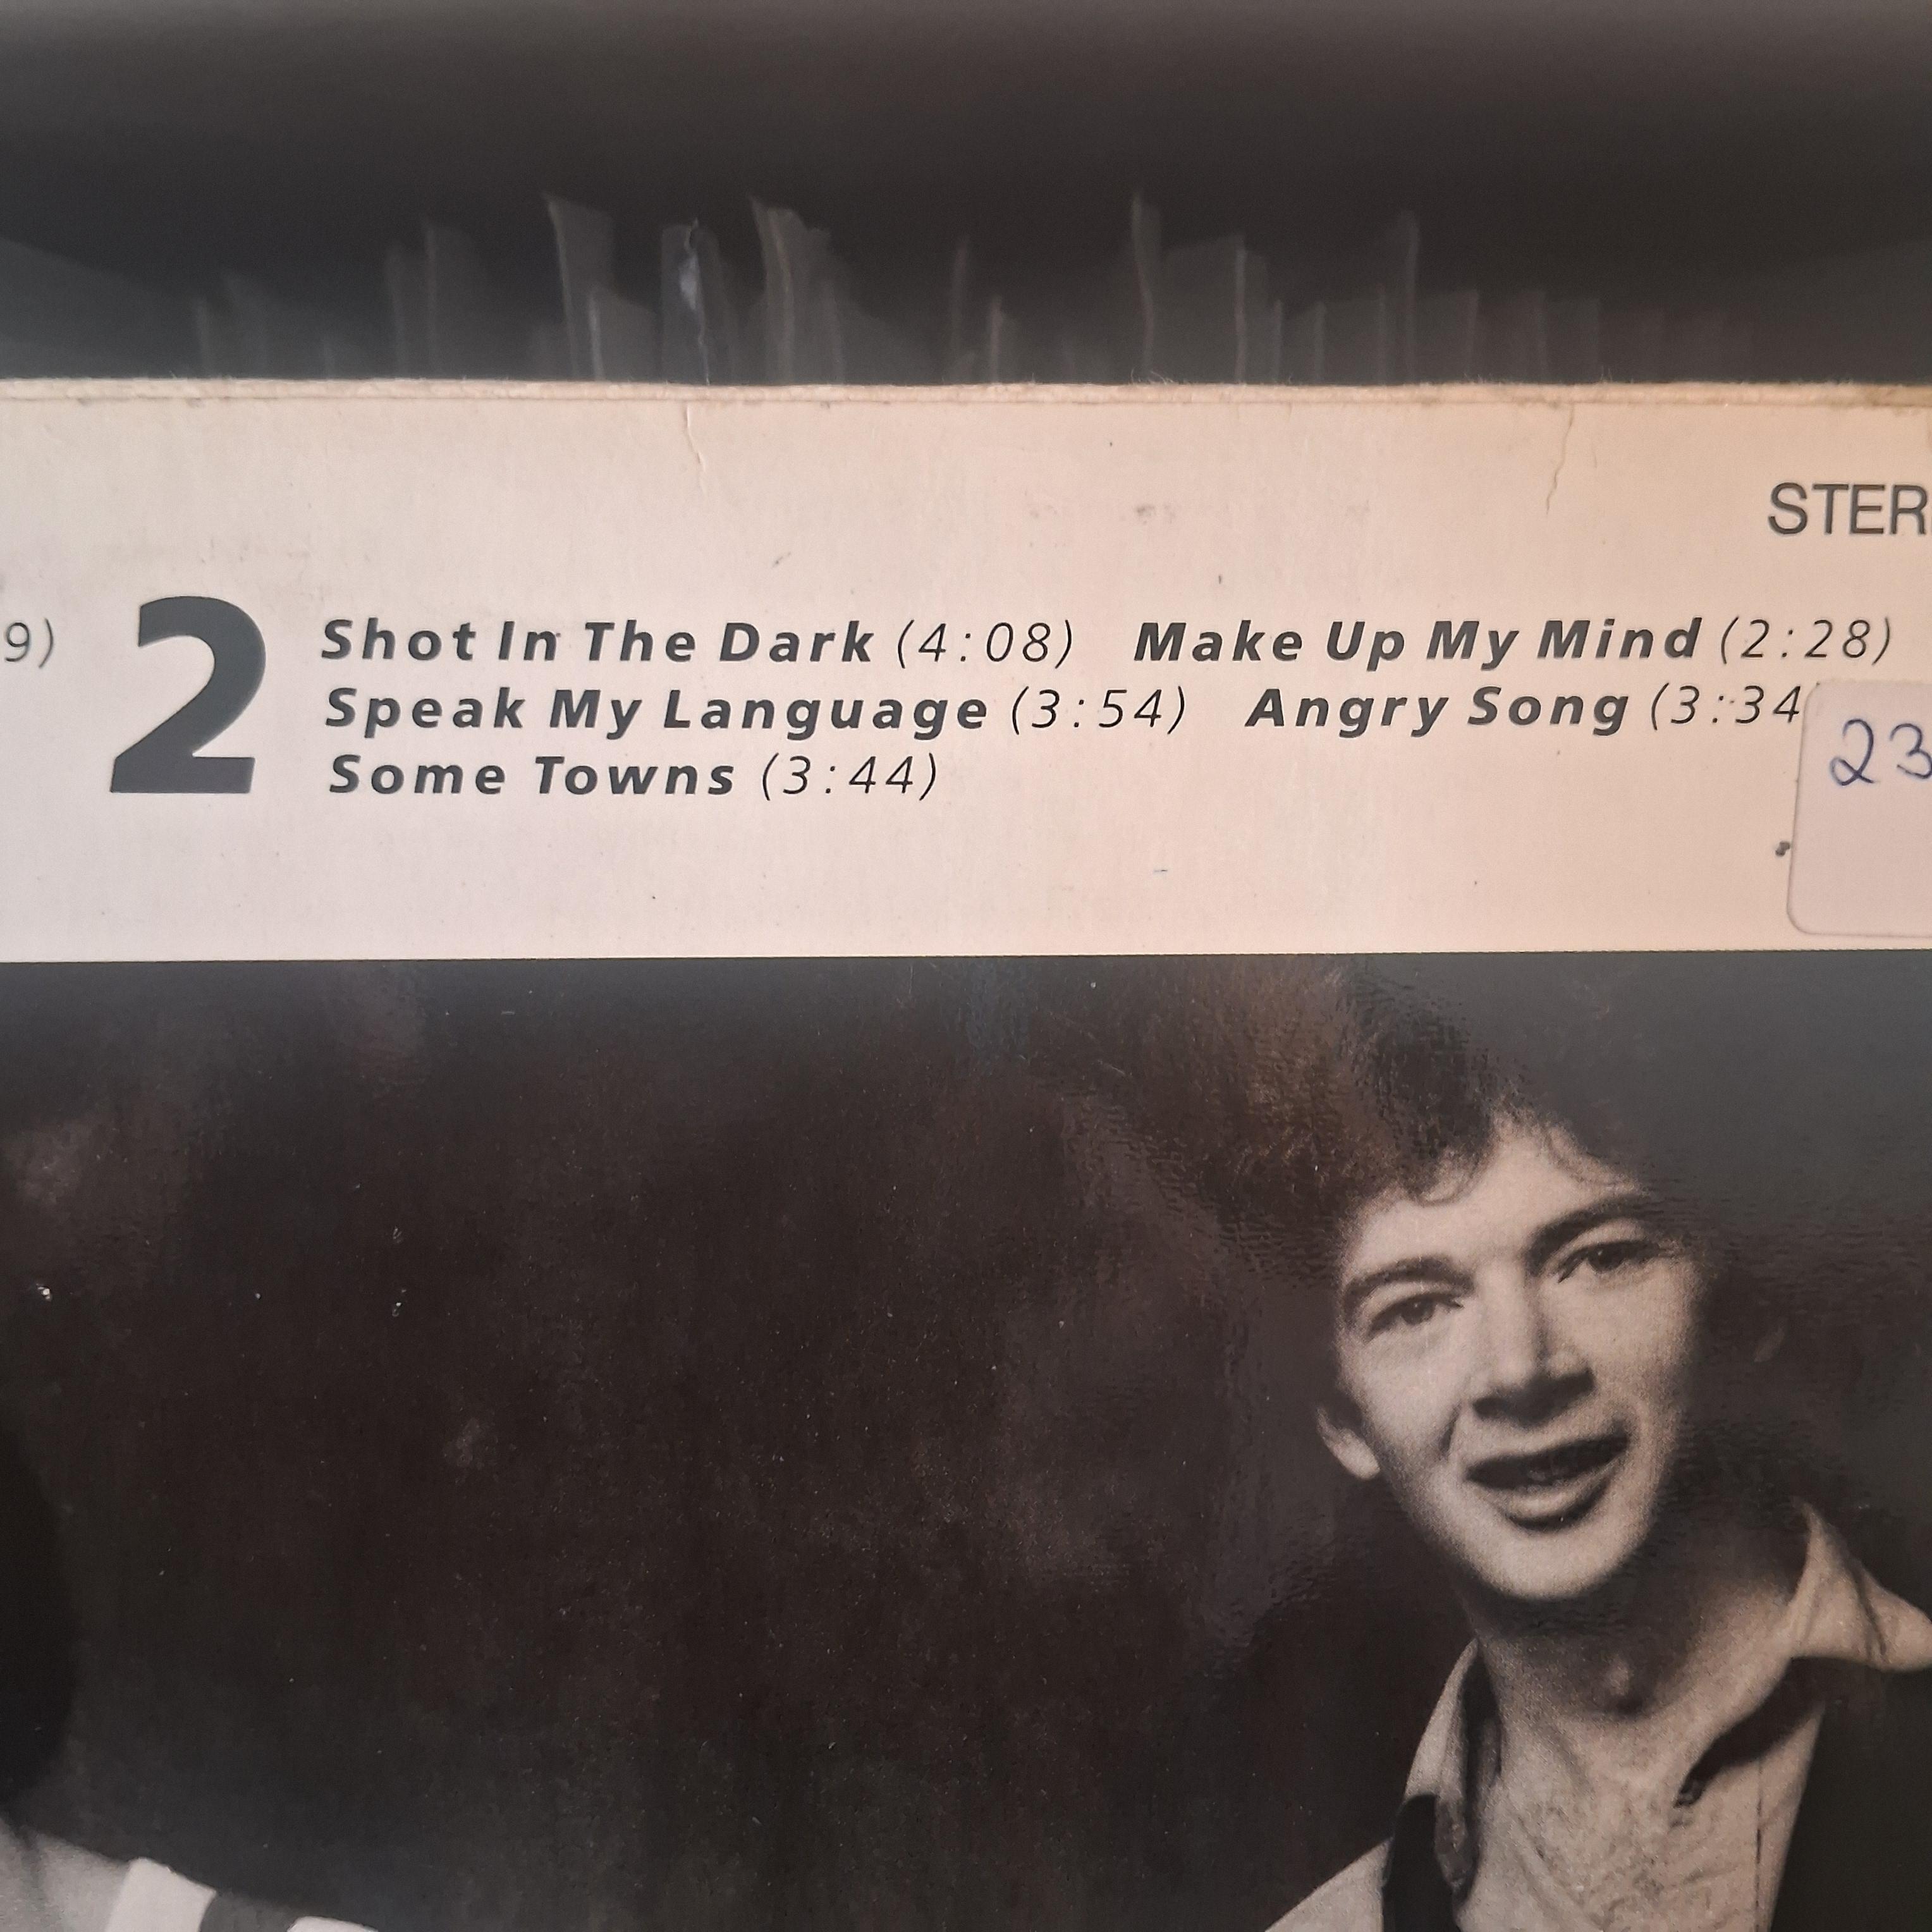 STER
9)
2
Shot In The Dark (4:08) Make Up My Mind (2:28)
Speak My Language (3:54) Angry Song (3:34
Some Towns (3:44)
23